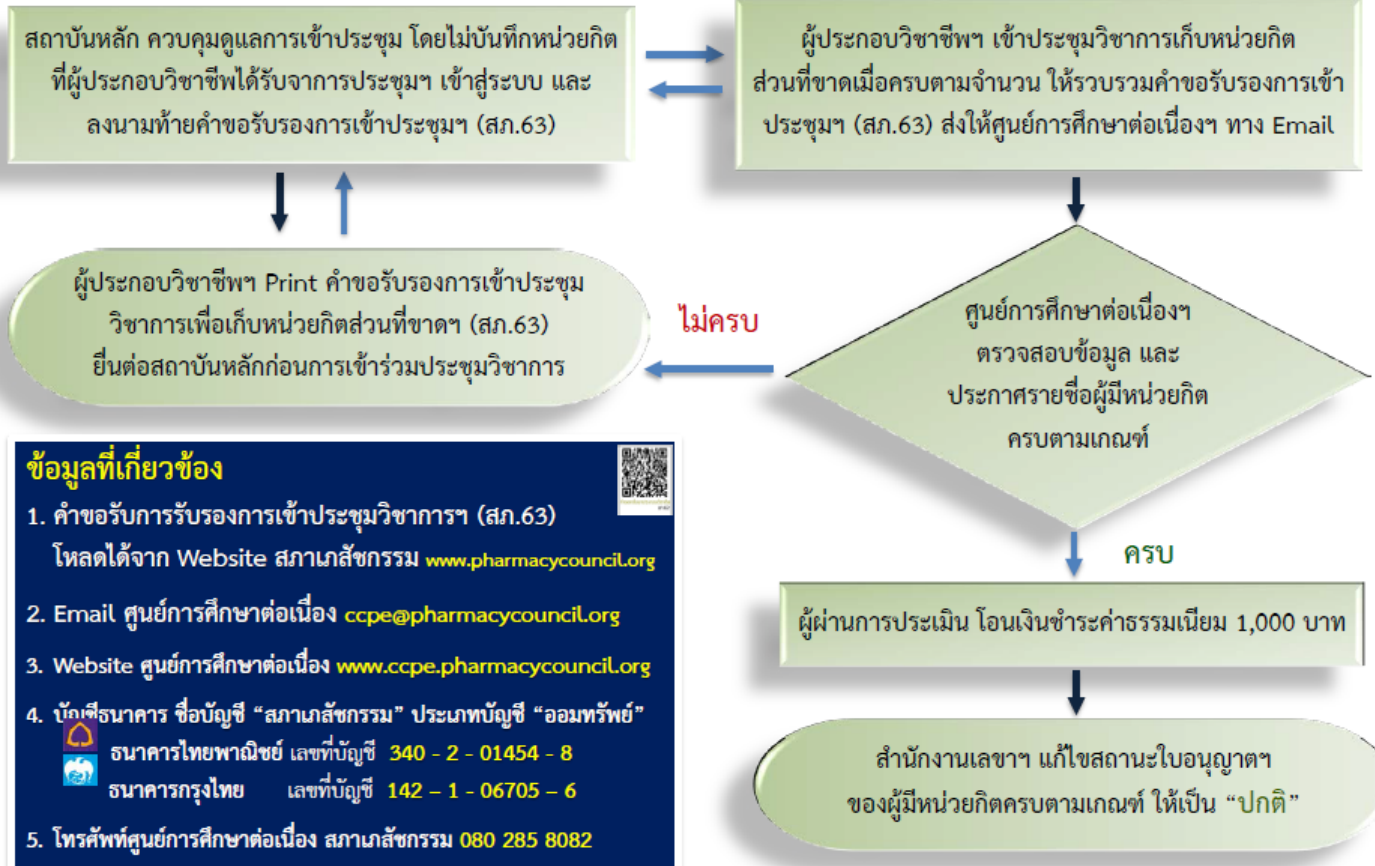 สถาบันหลัก ควบคุมดูแลการเข้าประชุม โดยไม่บันทึกหน่วยกิต
ที่ผู้ประกอบวิชาชีพได้รับจาการประชุมฯ เข้าสู่ระบบ และ
ลงนามท้ายคำขอรับรองการเข้าประชุมฯ (สภ.63)
ผู้ประกอบวิชาชีพฯ เข้าประชุมวิชาการเก็บหน่วยกิต
ส่วนที่ขาดเมื่อครบตามจำนวน ให้รวบรวมคำขอรับรองการเข้า
ประชุมฯ (สภ.63) ส่งให้ศูนย์การศึกษาต่อเนื่องฯ ทาง Email
ผู้ประกอบวิชาชีพฯ Print คำขอรับรองการเข้าประชุม
วิชาการเพื่อเก็บหน่วยกิตส่วนที่ขาดฯ (สภ.63)
ยื่นต่อสถาบันหลักก่อนการเข้าร่วมประชุมวิชาการ
ไม่ครบ
ศูนย์การศึกษาต่อเนื่องฯ
ตรวจสอบข้อมูล และ
ประกาศรายชื่อผู้มีหน่วยกิต
ครบตามเกณฑ์
ครบ
ผู้ผ่านการประเมิน โอนเงินชำระค่าธรรมเนียม 1,000 บาท
สำนักงานเลขาฯ แก้ไขสถานะใบอนุญาตฯ
ของผู้มีหน่วยกิตครบตามเกณฑ์ ให้เป็น “ปกติ”
ข้อมูลที่เกี่ยวข้อง
1. คำขอรับการรับรองการเข้าประชุมวิชาการฯ (สภ.63)
โหลดได้จาก Website สภาเภสัชกรรม www.pharmacycouncil.org
2. Email ศูนย์การศึกษาต่อเนื่อง ccpe@pharmacycouncil.org
3. Website ศูนย์การศึกษาต่อเนื่อง www.ccpe.pharmacycouncil.org
4. บัญชีธนาคาร ชื่อบัญชี “สภาเภสัชกรรม” ประเภทบัญชี “ออมทรัพย์”
ธนาคารไทยพาณิชย์ เลขที่บัญชี 340 - 2 - 01454 - 8
ธนาคารกรุงไทย เลขที่บัญชี 142 – 1 - 06705 – 6
5. โทรศัพท์ศูนย์การศึกษาต่อเนื่อง สภาเภสัชกรรม 080 285 8082